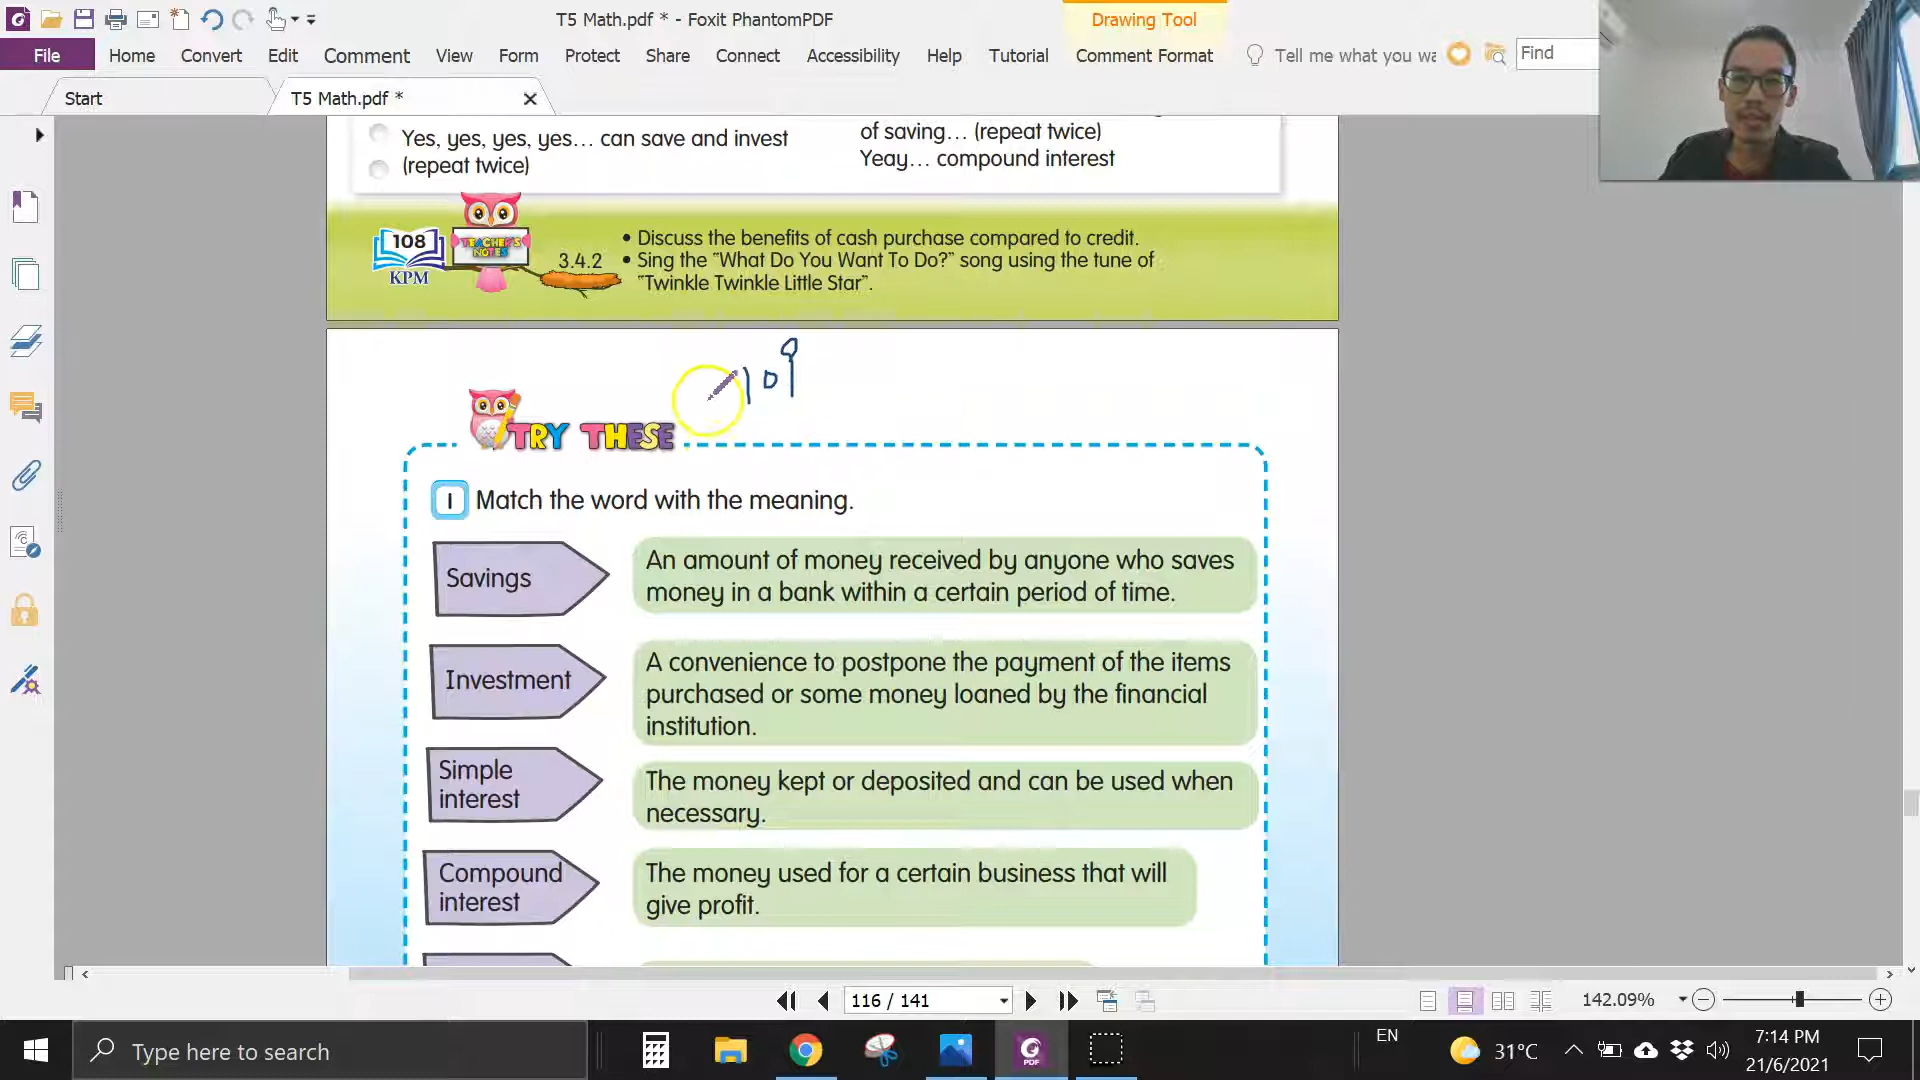 T5 Math.pdf * - Foxit PhantomPDF
Drawing Tool
File Home Convert Edit Comment View Form Protect Share Connect Accessibility Help Tutorial Comment Format Tell me what you wa Find
Start
T5 Math.pdf *
Yes, yes, yes, yes... can save and invest
(repeat twice)
of saving... (repeat twice)
Yeay... compound interest
108
KPM
TEACHER'S
NOTES
3.4.2
• Discuss the benefits of cash purchase compared to credit.
• Sing the "What Do You Want To Do?" song using the tune of
"Twinkle Twinkle Little Star".
109
TRY THESE
1 Match the word with the meaning.
Savings
An amount of money received by anyone who saves
money in a bank within a certain period of time.
Investment
A convenience to postpone the payment of the items
purchased or some money loaned by the financial
institution.
Simple
interest
The money kept or deposited and can be used when
necessary.
Compound
interest
The money used for a certain business that will
give profit.
116 / 141
142.09%
Type here to search
PDF
EN
31°C
7:14 PM
21/6/2021